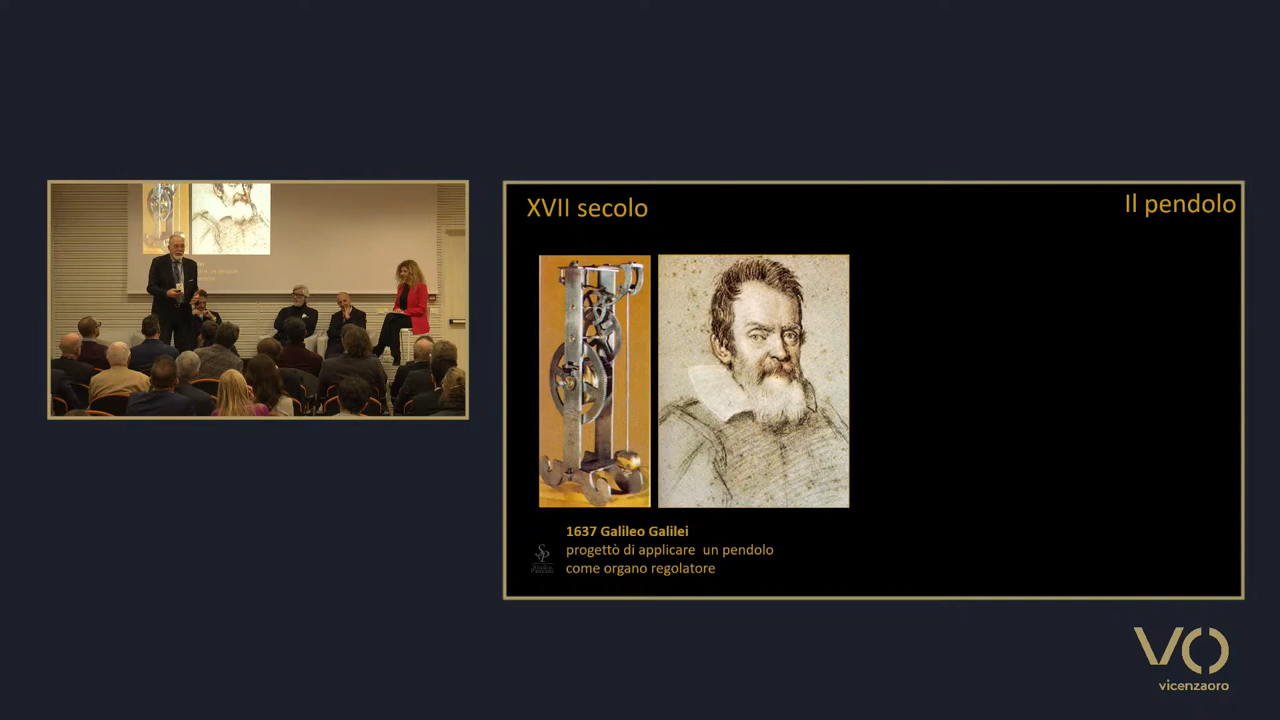 XVII secolo
Il pendolo
1637 Galileo Galilei
progettò di applicare un pendolo
come organo regolatore
VO
vicenzaoro